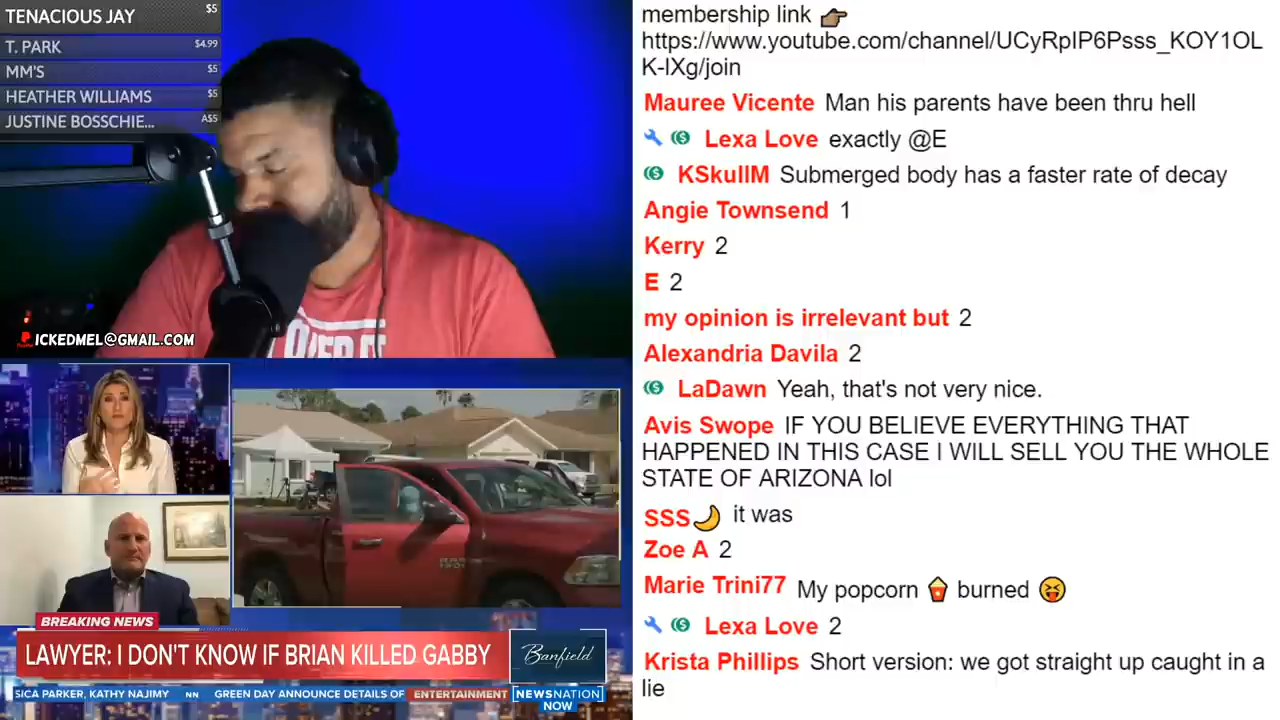 TENACIOUS JAY $5
T. PARK $4.99
MM'S $5
HEATHER WILLIAMS $5
JUSTINE BOSSCHIE... A$5
ICKEDMEL@GMAIL.COM
BREAKING NEWS
LAWYER: I DON'T KNOW IF BRIAN KILLED GABBY
Banfield
SICA PARKER, KATHY NAJIMY NN GREEN DAY ANNOUNCE DETAILS OF ENTERTAINMENT
NEWSNATION
NOW
membership link 👉🏽
https://www.youtube.com/channel/UCyRpIP6Psss_KOY1OL
K-lXg/join
Mauree Vicente Man his parents have been thru hell
Lexa Love exactly @E
KSkullM Submerged body has a faster rate of decay
Angie Townsend 1
Kerry 2
E 2
my opinion is irrelevant but 2
Alexandria Davila 2
LaDawn Yeah, that's not very nice.
Avis Swope IF YOU BELIEVE EVERYTHING THAT
HAPPENED IN THIS CASE I WILL SELL YOU THE WHOLE
STATE OF ARIZONA lol
SSS🌙 it was
Zoe A 2
Marie Trini77 My popcorn 🍿 burned 😝
Lexa Love 2
Krista Phillips Short version: we got straight up caught in a
lie